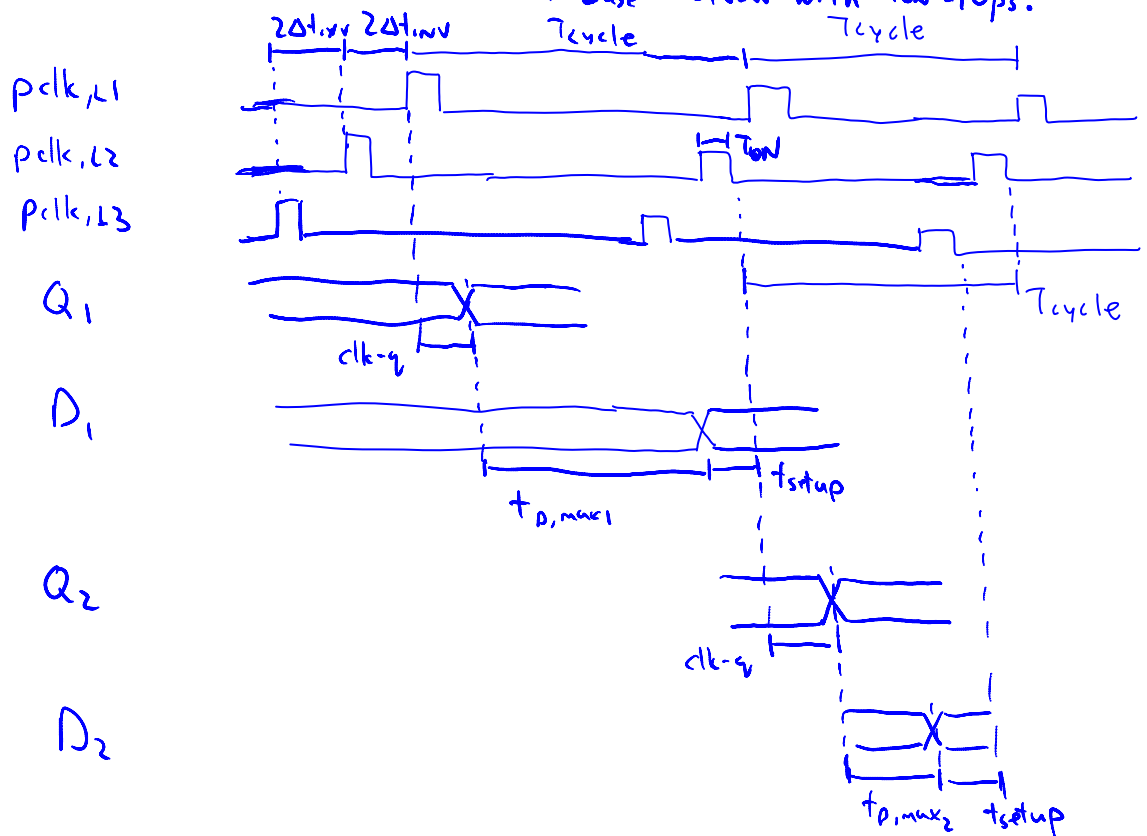 with
2Δtinv 2Δtinv Tcycle Tcycle
pclk,L1
pclk,L2
TON
pclk,L3
Q1
Tcycle
clk-q
D1
tsetup
tD,max1
Q2
clk-q
D2
tD,max2 tsetup